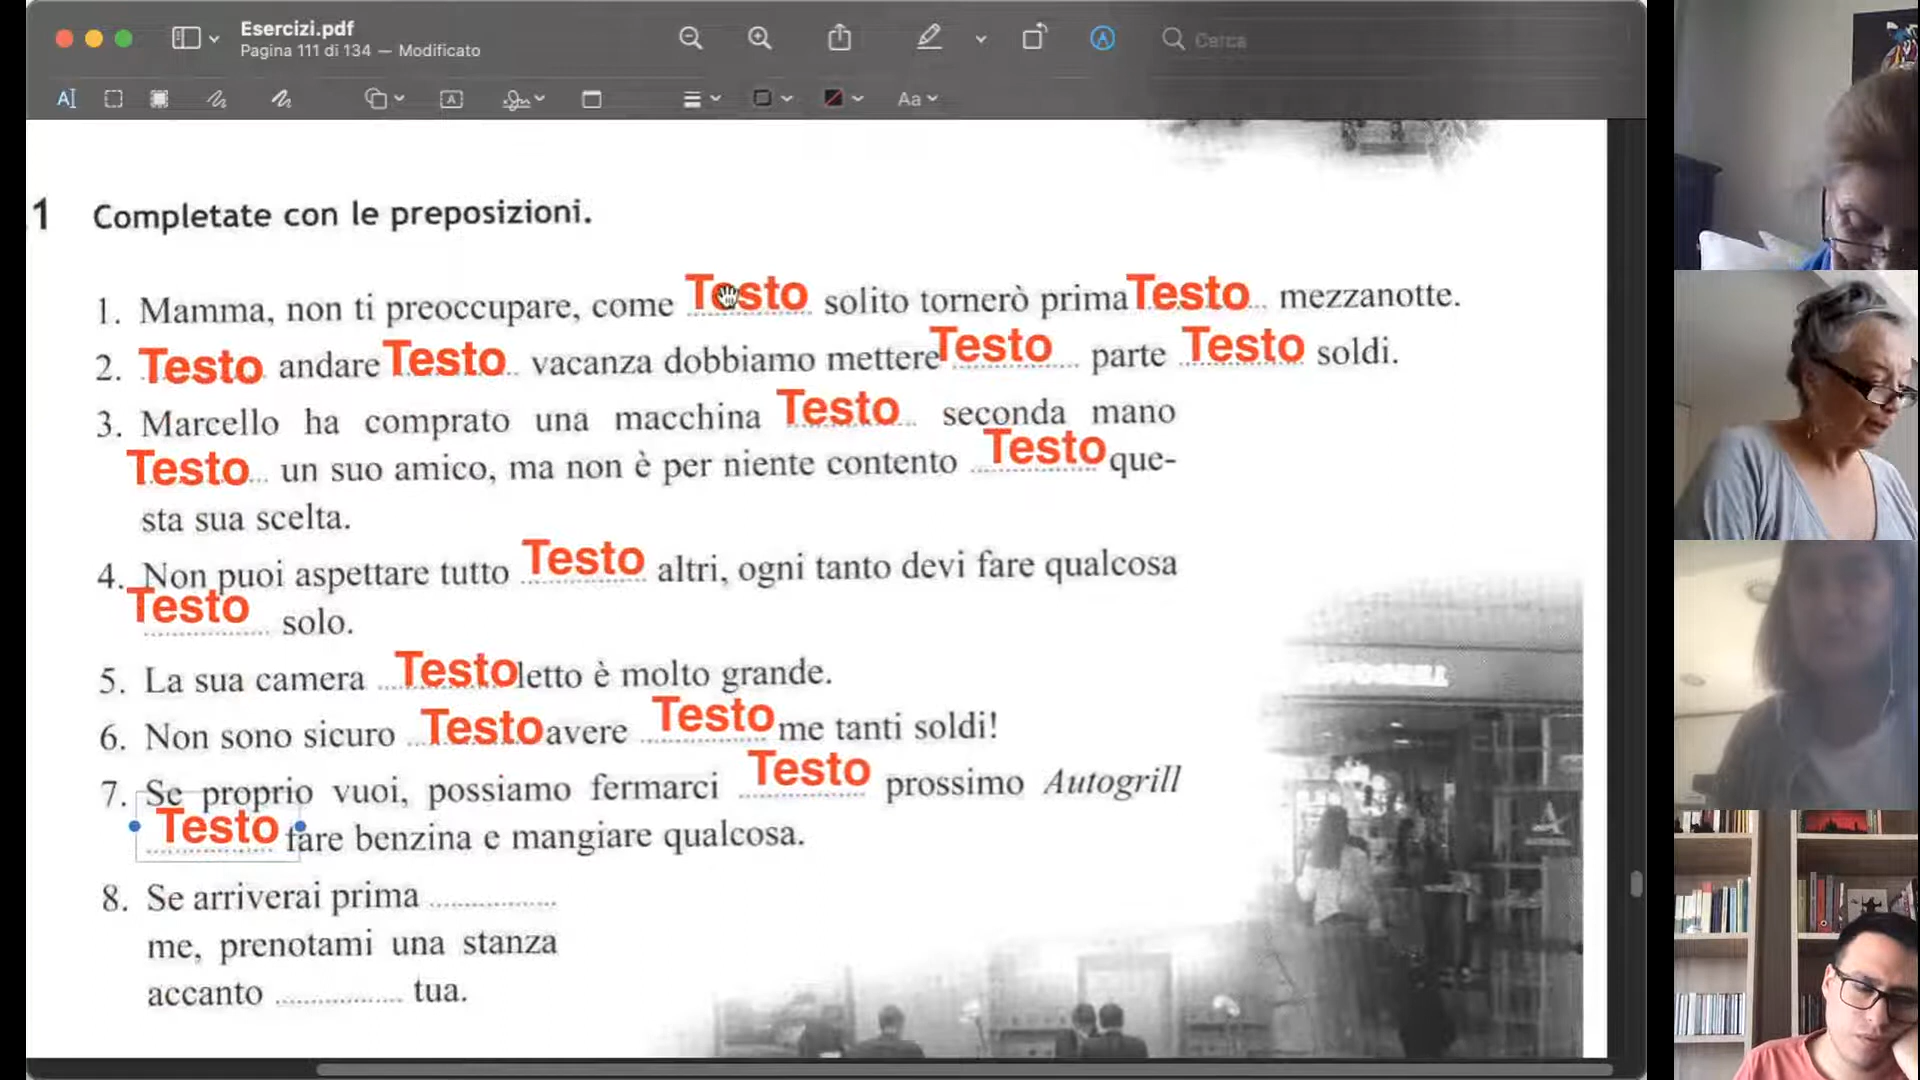 Esercizi.pdf
Pagina 111 di 134 — Modificato
Cerca
Aa
1 Completate con le preposizioni.
1. Mamma, non ti preoccupare, come Testo solito tornerò prima Testo mezzanotte.
2. Testo andare Testo vacanza dobbiamo mettere Testo parte Testo soldi.
3. Marcello ha comprato una macchina Testo seconda mano
Testo un suo amico, ma non è per niente contento Testo que-
sta sua scelta.
4. Non puoi aspettare tutto Testo altri, ogni tanto devi fare qualcosa
Testo solo.
5. La sua camera Testo letto è molto grande.
6. Non sono sicuro Testo avere Testo me tanti soldi!
7. Se proprio vuoi, possiamo fermarci Testo prossimo Autogrill
Testo fare benzina e mangiare qualcosa.
8. Se arriverai prima ................
me, prenotami una stanza
accanto ................ tua.